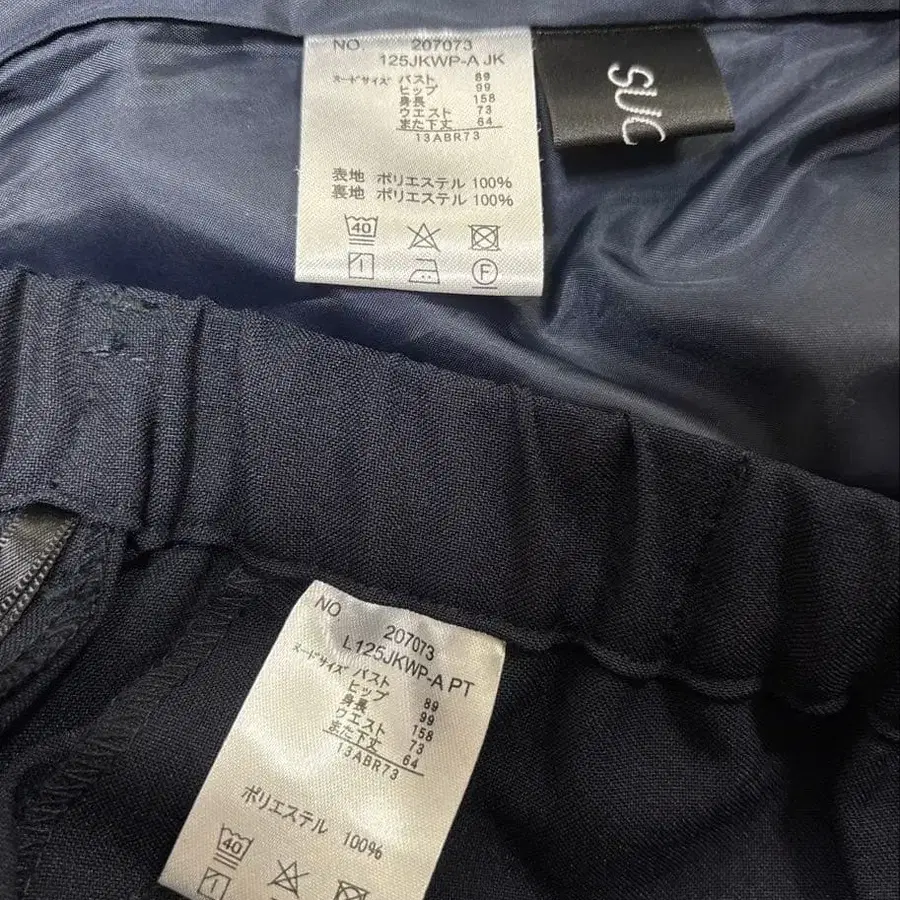 NO. 207073
125JKWP-A JK
ヌードサイズ バスト 89
ヒップ 99
身長 158
ウエスト 73
また下丈 64
13ABR73
表地 ポリエステル 100%
裏地 ポリエステル 100%
40
F
SUC
NO. 207073
L125JKWP-A PT
ヌードサイズ バスト 89
ヒップ 99
身長 158
ウエスト 73
また下丈 64
13ABR73
ポリエステル 100%
40